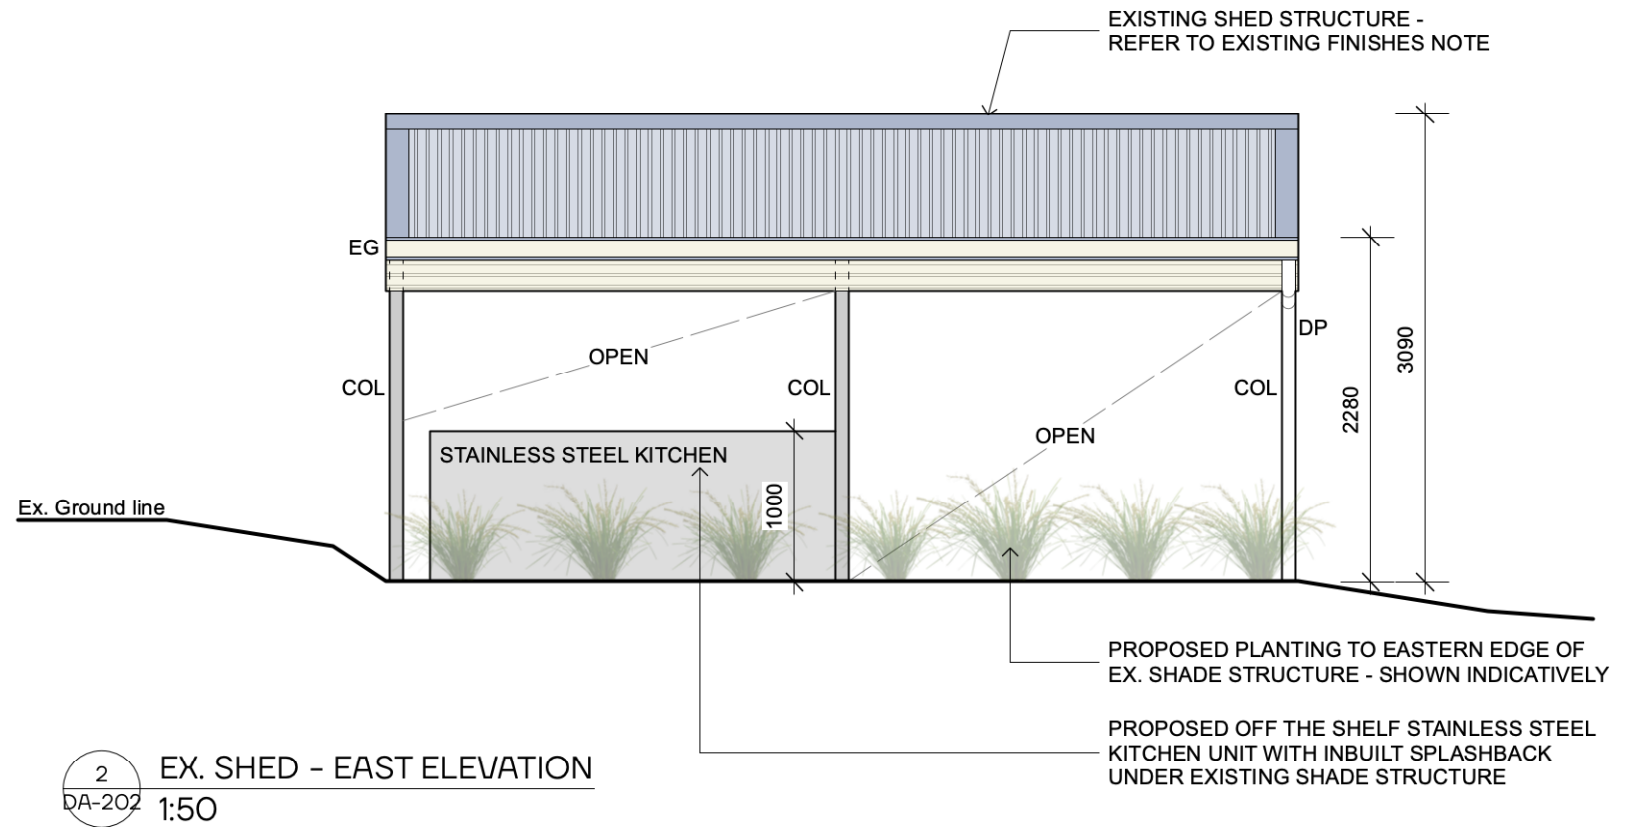 EXISTING SHED STRUCTURE -
REFER TO EXISTING FINISHES NOTE
EG
DP
OPEN
3090
COL
COL
COL
2280
OPEN
STAINLESS STEEL KITCHEN
1000
Ex. Ground line
PROPOSED PLANTING TO EASTERN EDGE OF
EX. SHADE STRUCTURE - SHOWN INDICATIVELY
PROPOSED OFF THE SHELF STAINLESS STEEL
KITCHEN UNIT WITH INBUILT SPLASHBACK
UNDER EXISTING SHADE STRUCTURE
2
DA-202
EX. SHED - EAST ELEVATION
1:50